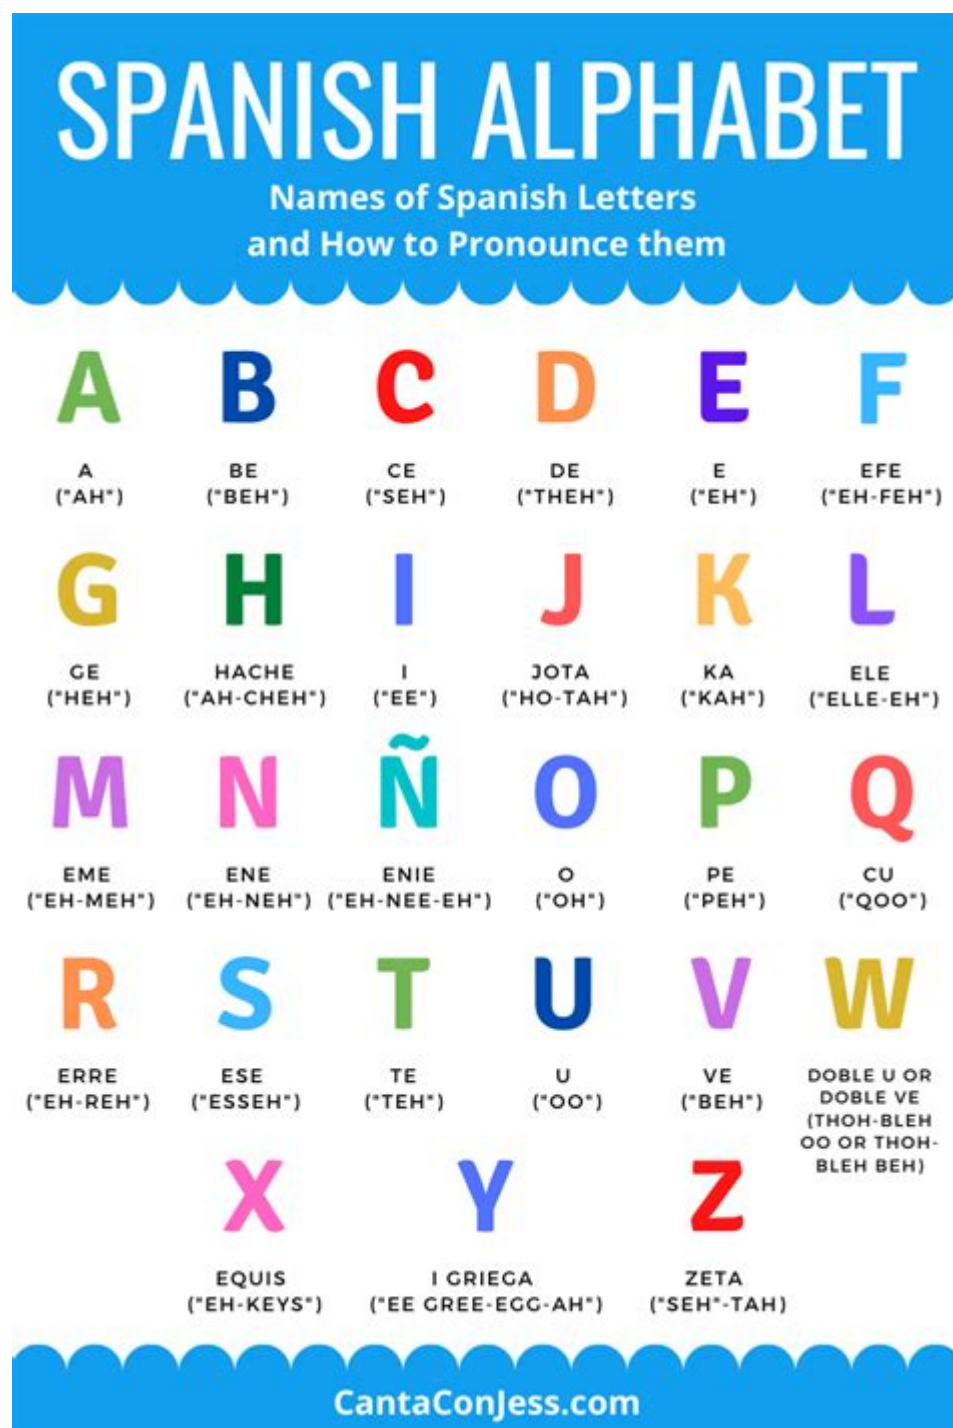 SPANISH ALPHABET
Names of Spanish Letters
and How to Pronounce them
A B C D E F
A BE CE DE E EFE
("AH") ("BEH") ("SEH") ("THEH") ("EH") ("EH-FEH")
G H I J K L
GE HACHE I JOTA KA ELE
("HEH") ("AH-CHEH") ("EE") ("HO-TAH") ("KAH") ("ELLE-EH")
M N Ñ O P Q
EME ENE ENIE O PE CU
("EH-MEH") ("EH-NEH") ("EH-NEE-EH") ("OH") ("PEH") ("QOO")
R S T U V W
ERRE ESE TE U VE DOBLE U OR
("EH-REH") ("ESSEH") ("TEH") ("OO") ("BEH") DOBLE VE
(THOH-BLEH
OO OR THOH-
BLEH BEH)
X Y Z
EQUIS I GRIEGA ZETA
("EH-KEYS") ("EE GREE-EGG-AH") ("SEH"-TAH)
CantaConJess.com